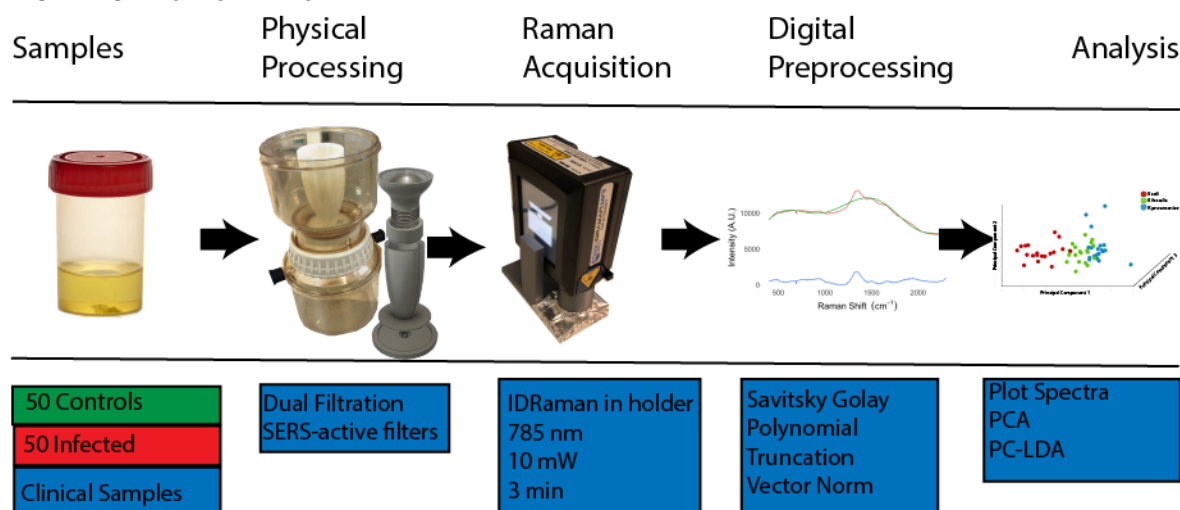 Samples
Physical
Processing
Raman
Acquisition
Digital
Preprocessing
Analysis
Intensity (A.U.)
10000
5000
0
500
1000
1500
2000
Raman Shift (cm⁻¹)
Principal Component 2
Principal Component 1
E.coli
E.faecalis
K.pneumoniae
50 Controls
50 Infected
Clinical Samples
Dual Filtration
SERS-active filters
IDRaman in holder
785 nm
10 mW
3 min
Savitsky Golay
Polynomial
Truncation
Vector Norm
Plot Spectra
PCA
PC-LDA